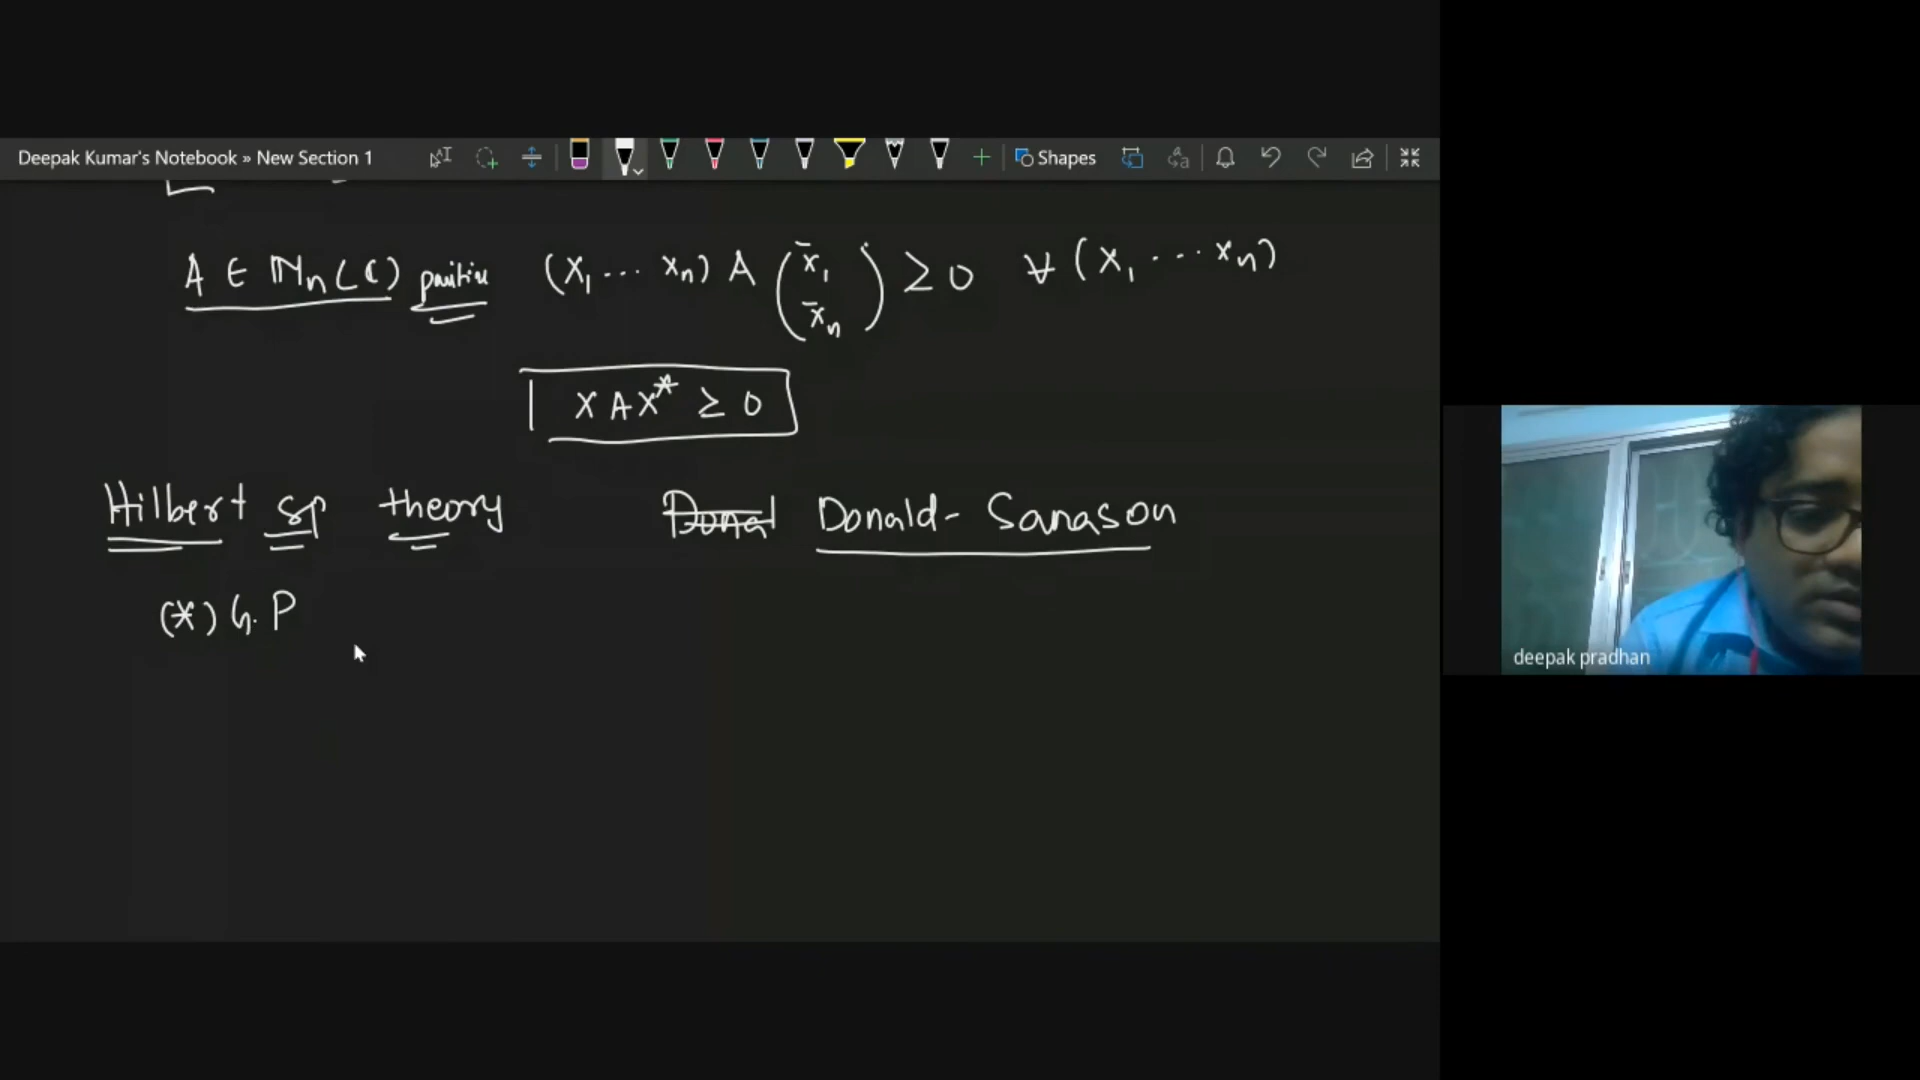 Deepak Kumar's Notebook » New Section 1
Shapes
A ∈ Mn(C) positive (x₁ ... xₙ) A (x̄₁ x̄ₙ) ≥ 0 ∀ (x₁, ... xₙ)
X A X* ≥ 0
Hilbert sp theory Donal Donald- Sanason
(*) G. P
deepak pradhan